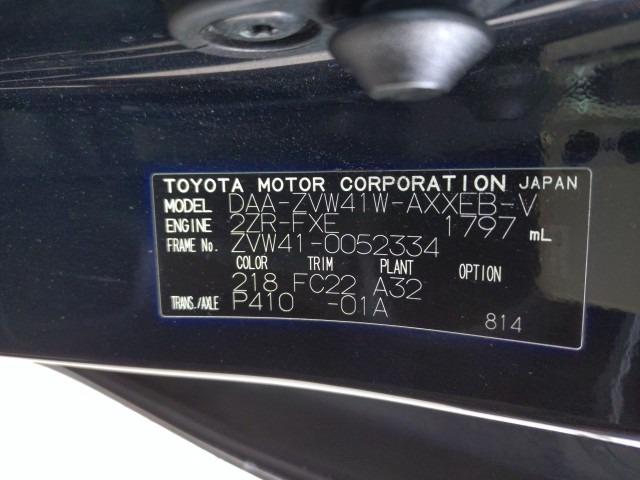 TOYOTA MOTOR CORPORATION JAPAN
MODEL DAA-ZVW41W-AXXEB-V
ENGINE 2ZR-FXE 1797 mL
FRAME No. ZVW41-0052334
COLOR TRIM PLANT OPTION
218 FC22 A32
TRANS./AXLE P410 -01A
814